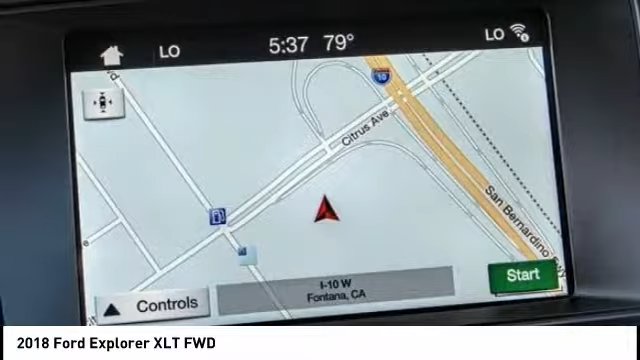 LO
5:37 79°
LO
10
Citrus Ave
San Bernardino
I-10 W
Fontana, CA
Start
Controls
2018 Ford Explorer XLT FWD